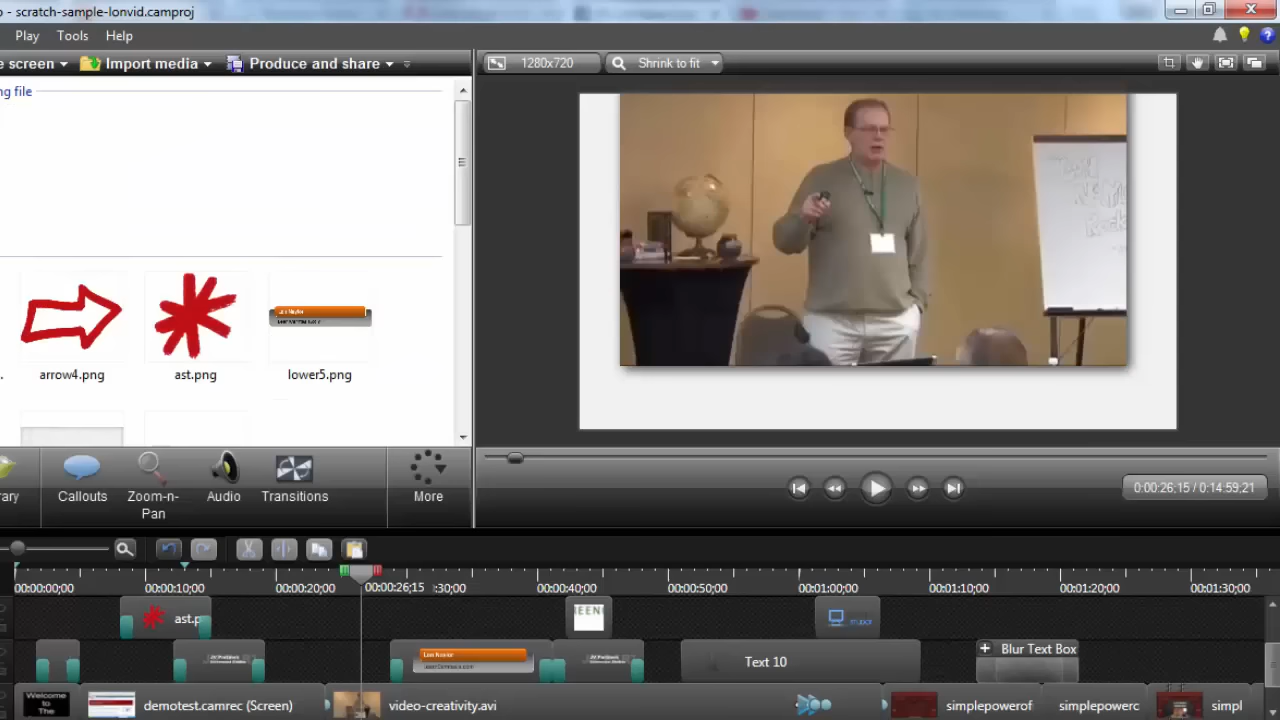 o - scratch-sample-lonvid.camproj
Play Tools Help
e screen Import media Produce and share
1280x720 Shrink to fit
ng file
arrow4.png ast.png lower5.png
rary Callouts Zoom-n-Pan Audio Transitions More
0:00:26,15 / 0:14:59,21
00:00:00;00 00:00:10;00 00:00:20;00 00:00:26;15 :30;00 00:00:40;00 00:00:50;00 00:01:00;00 00:01:10;00 00:01:20;00 00:01:30;00
ast.p
Text 10 Blur Text Box
Welcome
to
The
demotest.camrec (Screen) video-creativity.avi simplepowerof simplepowerc simpl